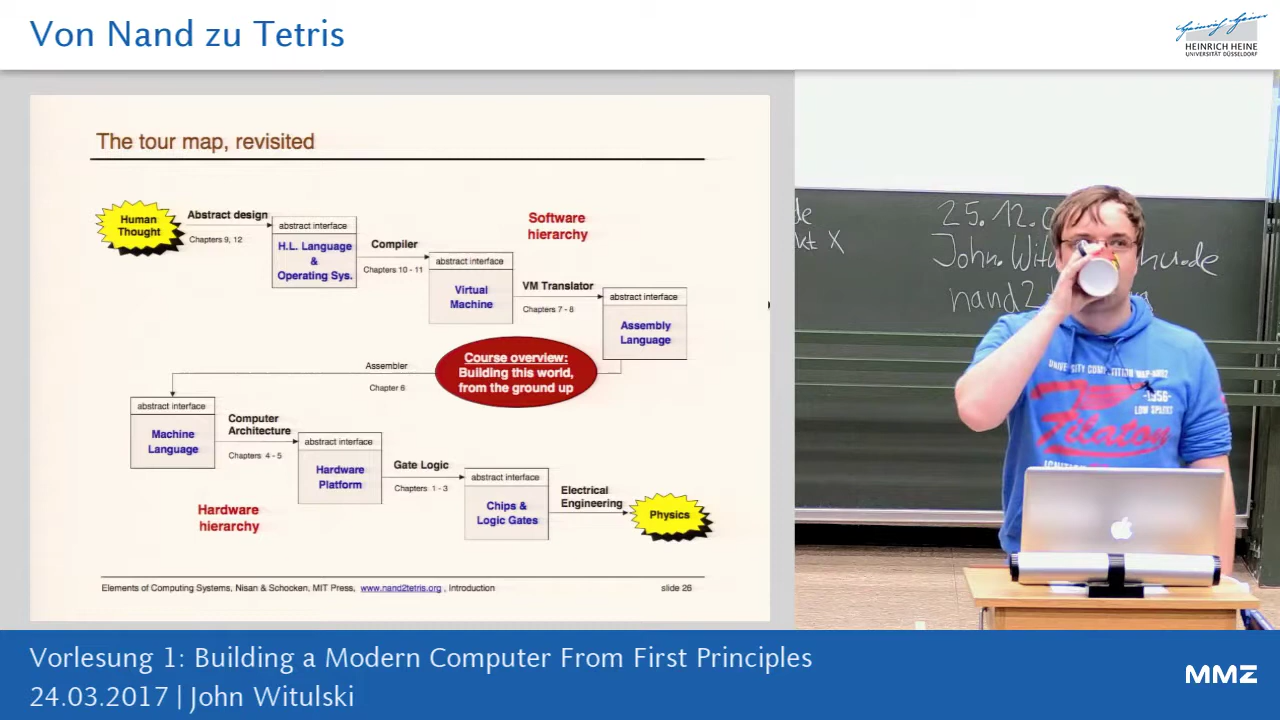 Von Nand zu Tetris
HEINRICH HEINE
UNIVERSITÄT DÜSSELDORF
The tour map, revisited
Human
Thought
Abstract design
Chapters 9, 12
abstract interface
H.L. Language
&
Operating Sys.
Compiler
Chapters 10 - 11
abstract interface
Virtual
Machine
Software
hierarchy
VM Translator
Chapters 7 - 8
abstract interface
Assembly
Language
Assembler
Chapter 6
Course overview:
Building this world,
from the ground up
abstract interface
Machine
Language
Computer
Architecture
Chapters 4 - 5
abstract interface
Hardware
Platform
Gate Logic
Chapters 1 - 3
abstract interface
Chips &
Logic Gates
Electrical
Engineering
Physics
Hardware
hierarchy
Elements of Computing Systems, Nisan & Schocken, MIT Press, www.nand2tetris.org , Introduction
slide 26
25.12.
John.
nand2
-1956-
LOW SPEEDS
Vorlesung 1: Building a Modern Computer From First Principles
24.03.2017 | John Witulski
MMZ